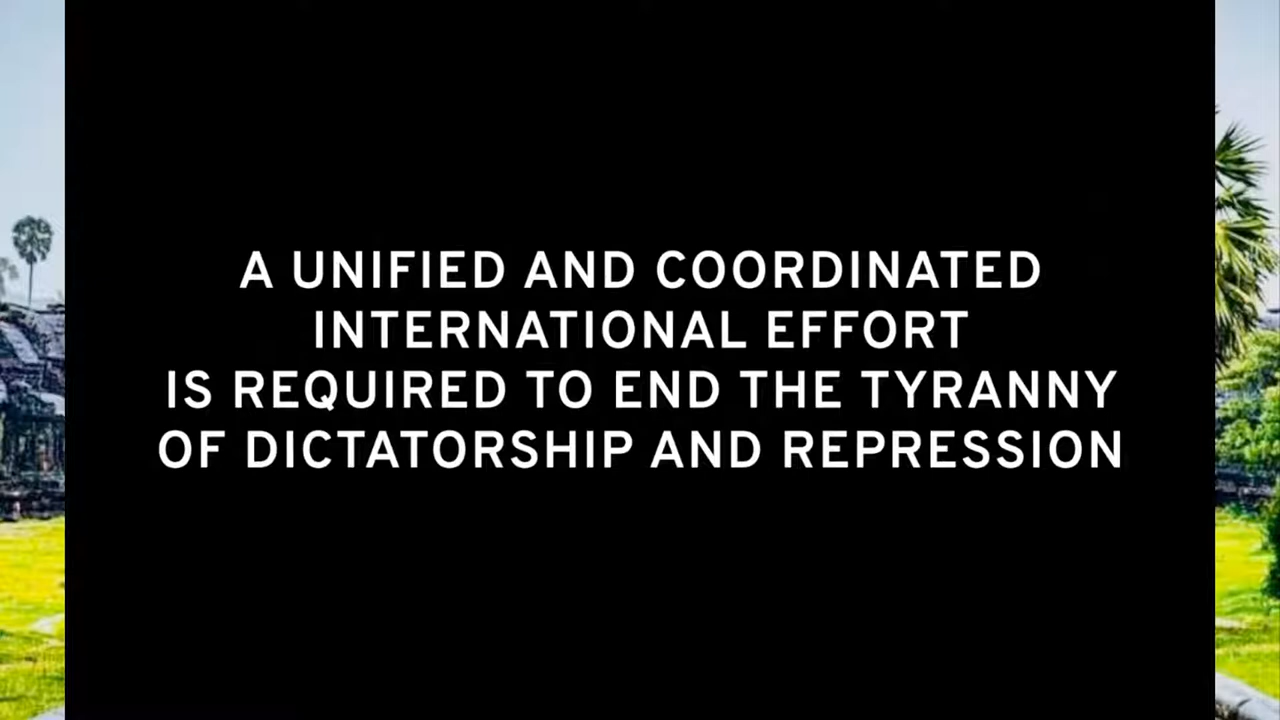 A UNIFIED AND COORDINATED
INTERNATIONAL EFFORT
IS REQUIRED TO END THE TYRANNY
OF DICTATORSHIP AND REPRESSION